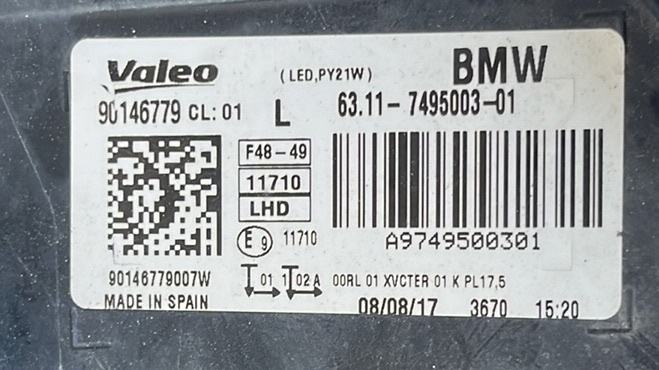 Valeo (LED,PY21W) BMW
90146779 CL: 01 L 63.11- 7495003-01
F48-49
11710
LHD
E9 11710 A9749500301
90146779007W 01 1 02 A 00RL 01 XVCTER 01 K PL17,5
MADE IN SPAIN 08/08/17 3670 15:20